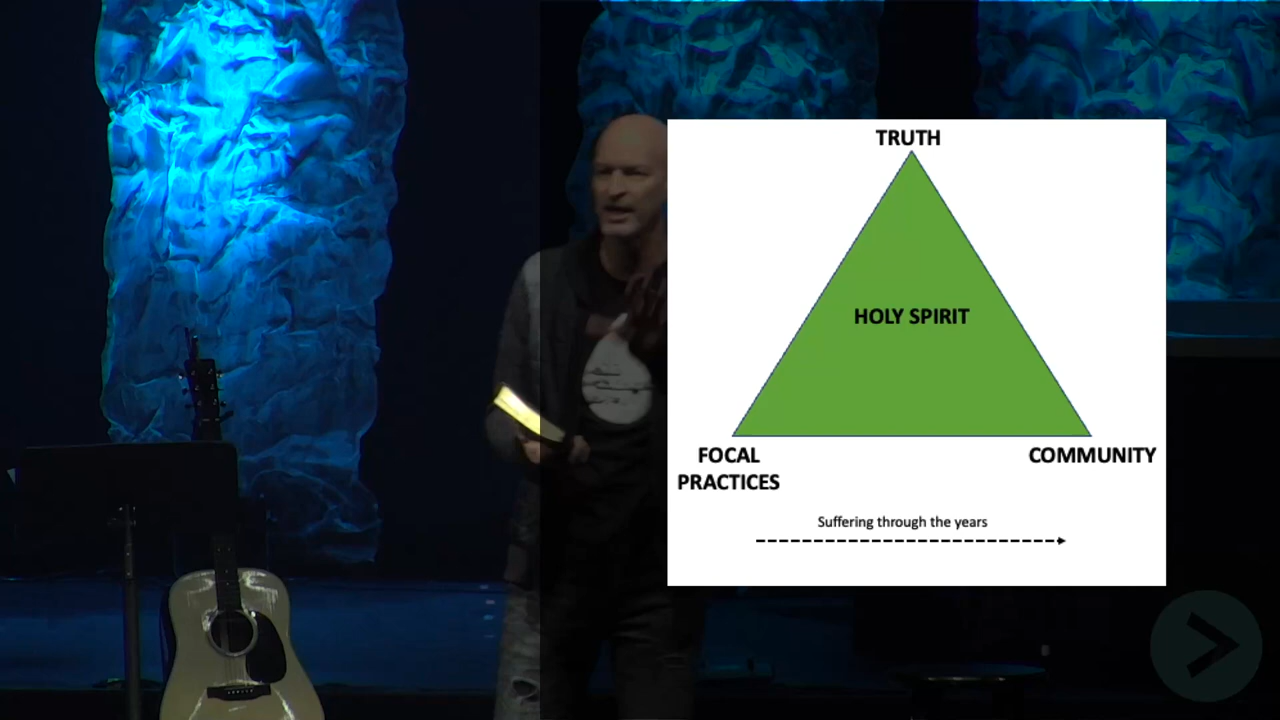 TRUTH
HOLY SPIRIT
FOCAL
PRACTICES
COMMUNITY
Suffering through the years